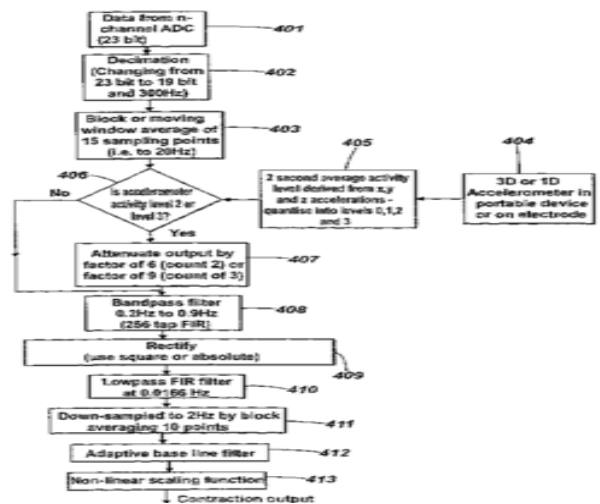 Data from n-
channel ADC
(23 bit)
401
Decimation
(Changing from
23 bit to 19 bit
and 300Hz)
402
Block or moving
window average of
15 sampling points
(i.e. to 20Hz)
403
404
3D or 1D
Accelerometer in
portable device
or on electrode
405
2 second average activity
level derived from x,y
and z accelerations -
quantise into levels 0,1,2
and 3
406
Is
accelerometer
activity level 2 or
level 3?
No
Yes
Attenuate output by
factor of 6 (count 2) or
factor of 9 (count of 3)
407
Bandpass filter
0.2Hz to 0.9Hz
(256 tap FIR)
408
Rectify
(use square or absolute)
409
Lowpass FIR filter
at 0.0166 Hz
410
Down-sampled to 2Hz by block
averaging 10 points
411
Adaptive base line filter
412
Non-linear scaling function
413
Contraction output